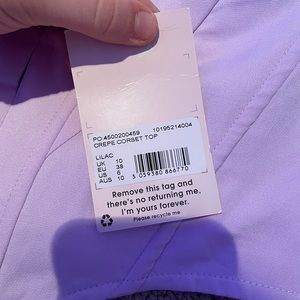 PO:4500200459 10195214004
CREPE CORSET TOP
LILAC
UK 10
EU 38
US 6
AUS 10
3 059380 866770
Remove this tag and
there's no returning me,
I'm yours forever.
Please recycle me